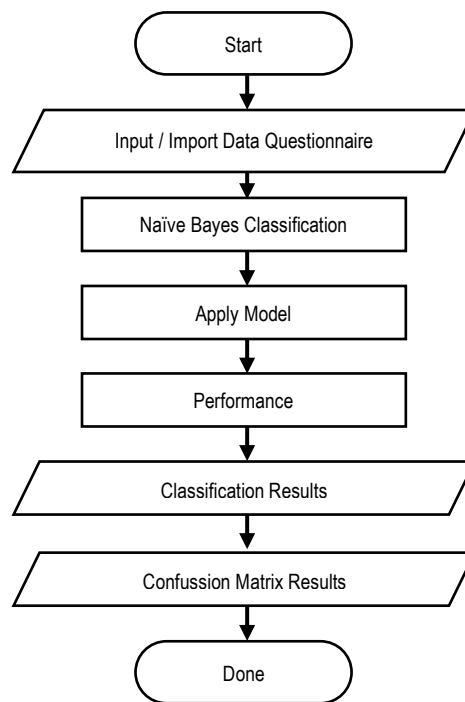 Start
Input / Import Data Questionnaire
Naïve Bayes Classification
Apply Model
Performance
Classification Results
Confussion Matrix Results
Done